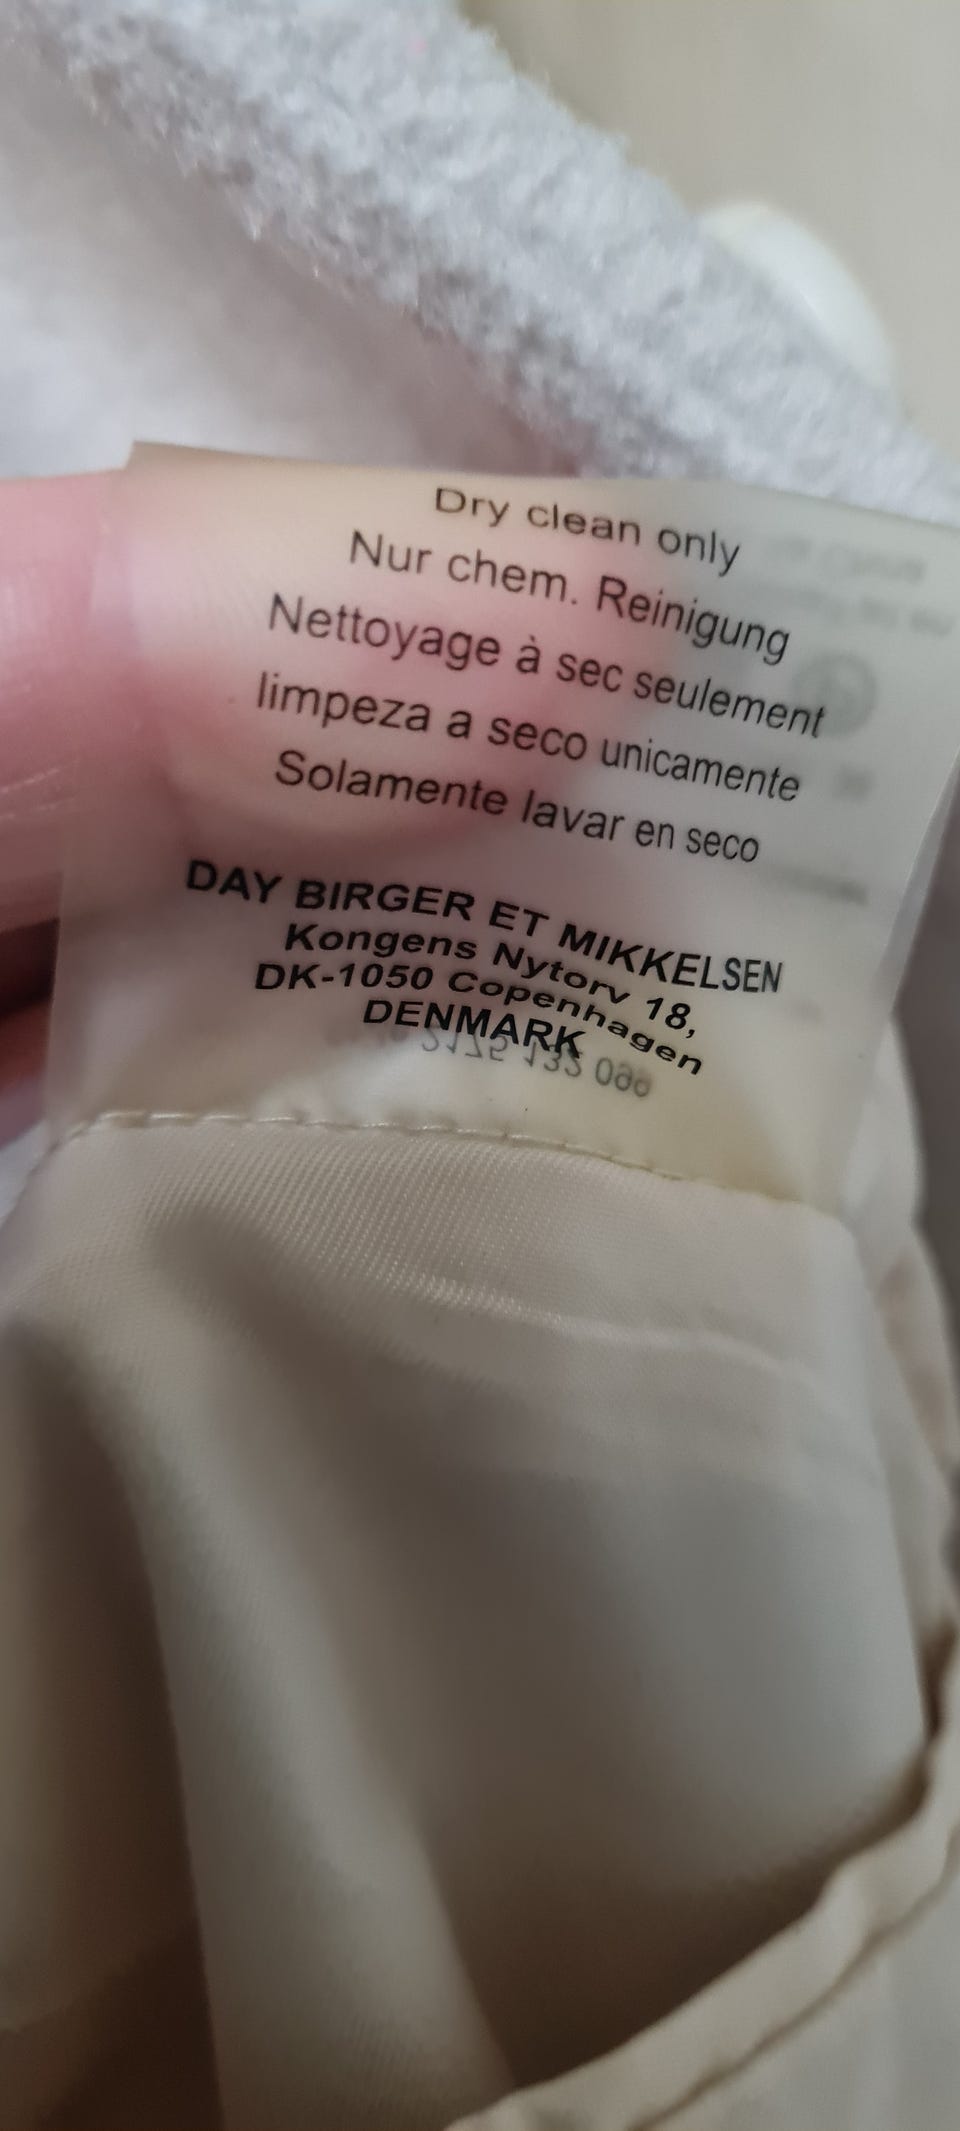 Dry clean only
Nur chem. Reinigung
Nettoyage à sec seulement
limpeza a seco unicamente
Solamente lavar en seco
DAY BIRGER ET MIKKELSEN
Kongens Nytorv 18,
DK-1050 Copenhagen
DENMARK